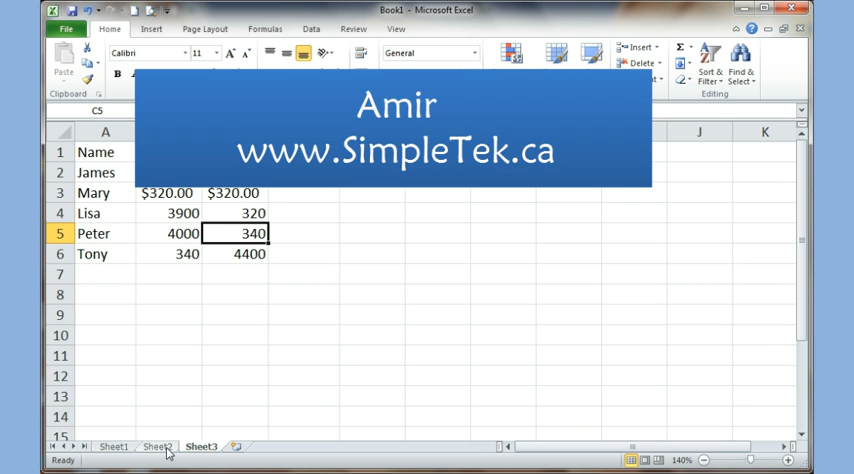 Book1 - Microsoft Excel
File Home Insert Page Layout Formulas Data Review View
Calibri 11 General Insert
Paste B Delete Sort & Filter Find & Select
Clipboard Editing
C5
Amir
www.SimpleTek.ca
A J K
1 Name
2 James
3 Mary $320.00 $320.00
4 Lisa 3900 320
5 Peter 4000 340
6 Tony 340 4400
7
8
9
10
11
12
13
14
15
Sheet1 Sheet2 Sheet3
Ready 140%